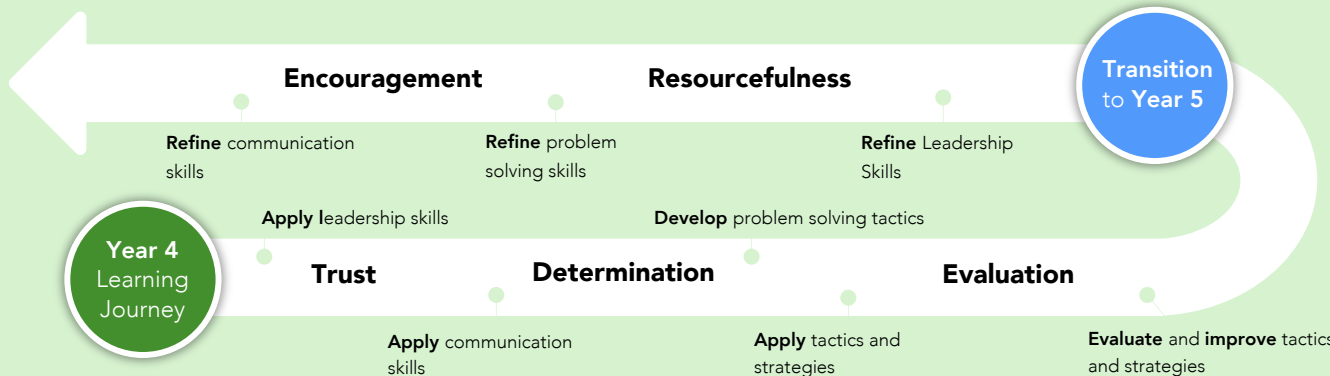 Encouragement
Resourcefulness
Transition
to Year 5
Refine communication
skills
Refine problem
solving skills
Refine Leadership
Skills
Apply leadership skills
Develop problem solving tactics
Year 4
Learning
Journey
Trust
Determination
Evaluation
Apply communication
skills
Apply tactics and
strategies
Evaluate and improve tactics
and strategies